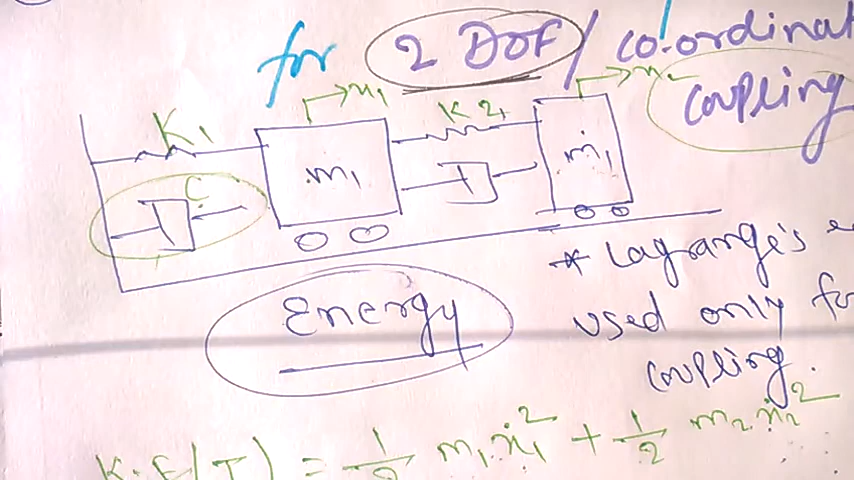 for 2 DOF / co.ordinat
coupling
K1 x1 K2 x2
C m1 m1
* Lagrange's e
Energy used only fo
coupling.
K.E(T) = 1/2 m1 ẋ1² + 1/2 m2 ẋ2²